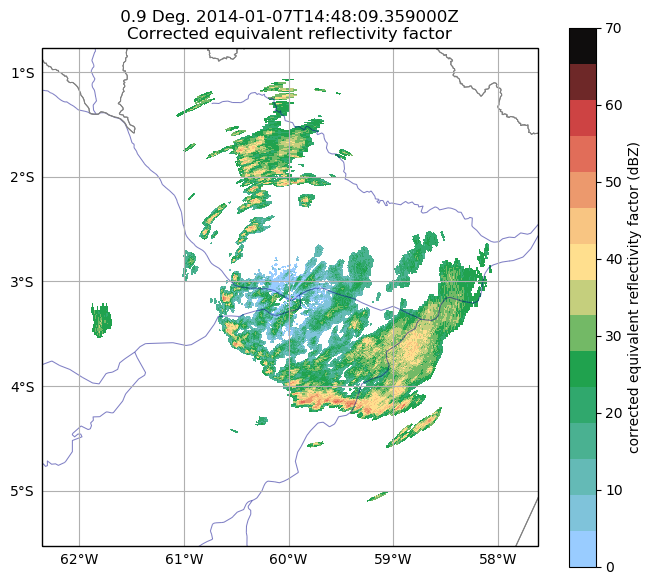 0.9 Deg. 2014-01-07T14:48:09.359000Z
Corrected equivalent reflectivity factor
1°S
2°S
3°S
4°S
5°S
62°W 61°W 60°W 59°W 58°W
70
60
50
40
30
20
10
0
corrected equivalent reflectivity factor (dBZ)